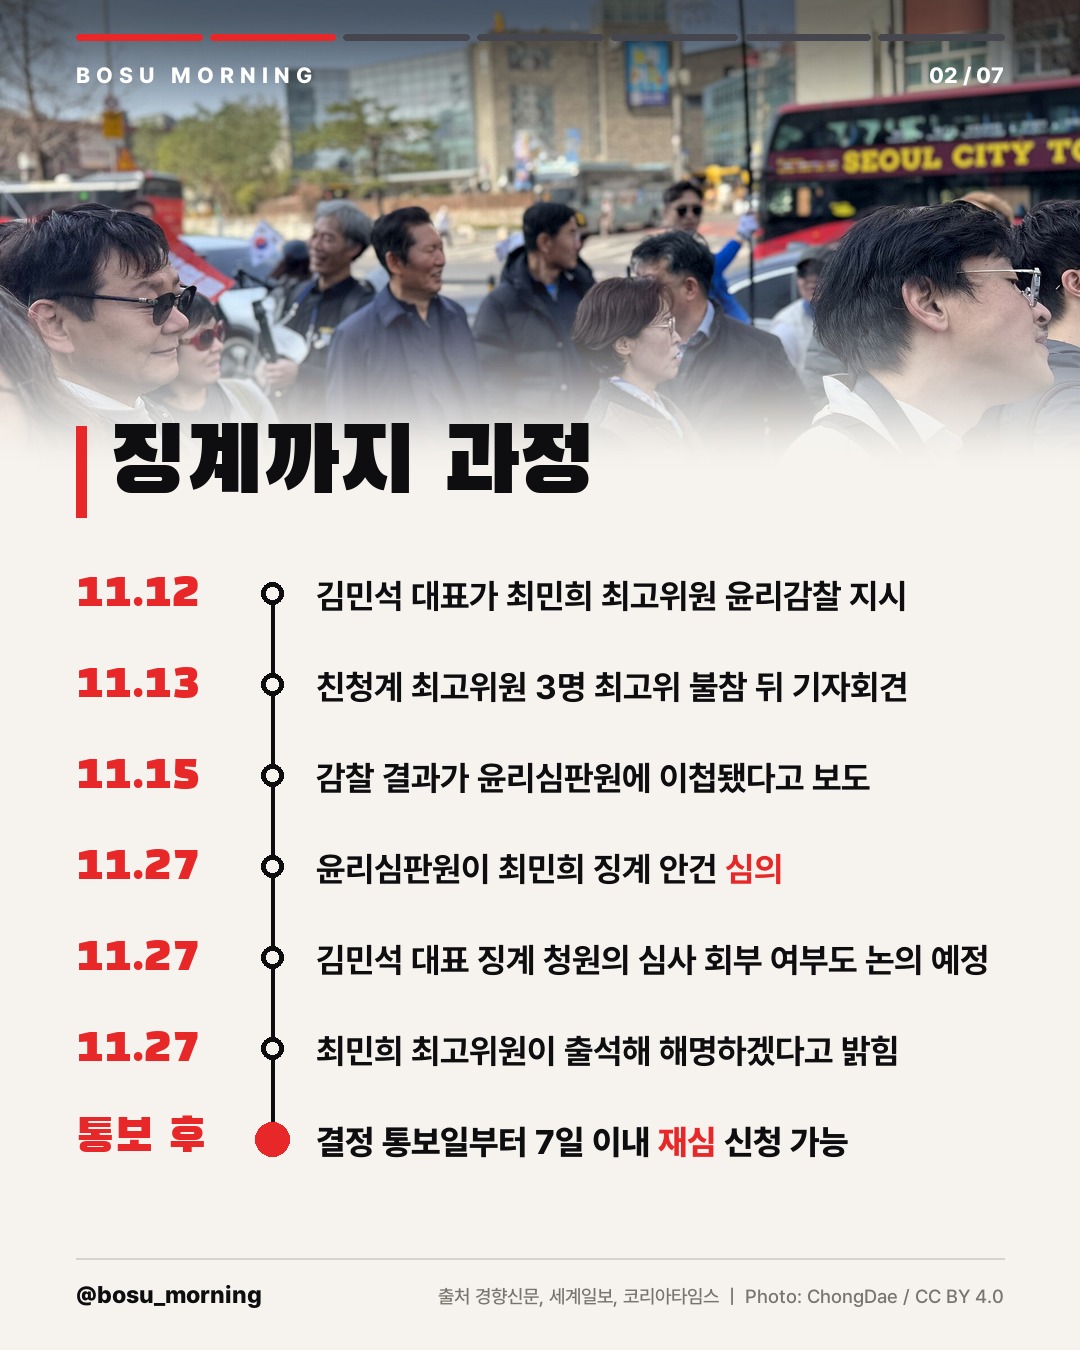 BOSU MORNING
02 / 07
SEOUL CITY
징계까지 과정
11.12 김민석 대표가 최민희 최고위원 윤리감찰 지시
11.13 친청계 최고위원 3명 최고위 불참 뒤 기자회견
11.15 감찰 결과가 윤리심판원에 이첩됐다고 보도
11.27 윤리심판원이 최민희 징계 안건 심의
11.27 김민석 대표 징계 청원의 심사 회부 여부도 논의 예정
11.27 최민희 최고위원이 출석해 해명하겠다고 밝힘
통보 후 결정 통보일부터 7일 이내 재심 신청 가능
@bosu_morning
출처 경향신문, 세계일보, 코리아타임스 | Photo: ChongDae / CC BY 4.0